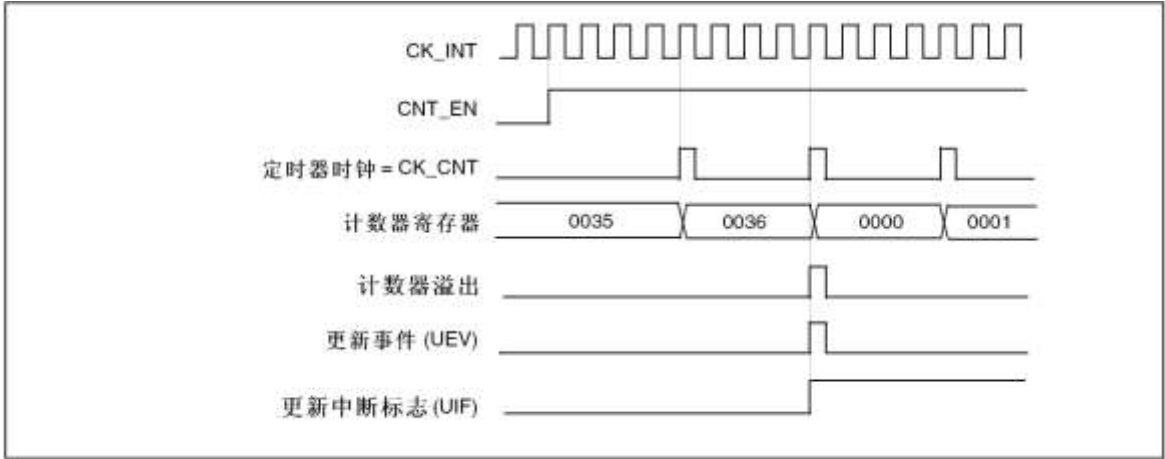 CK_INT
CNT_EN
定时器时钟 = CK_CNT
计数器寄存器 0035 0036 0000 0001
计数器溢出
更新事件 (UEV)
更新中断标志 (UIF)